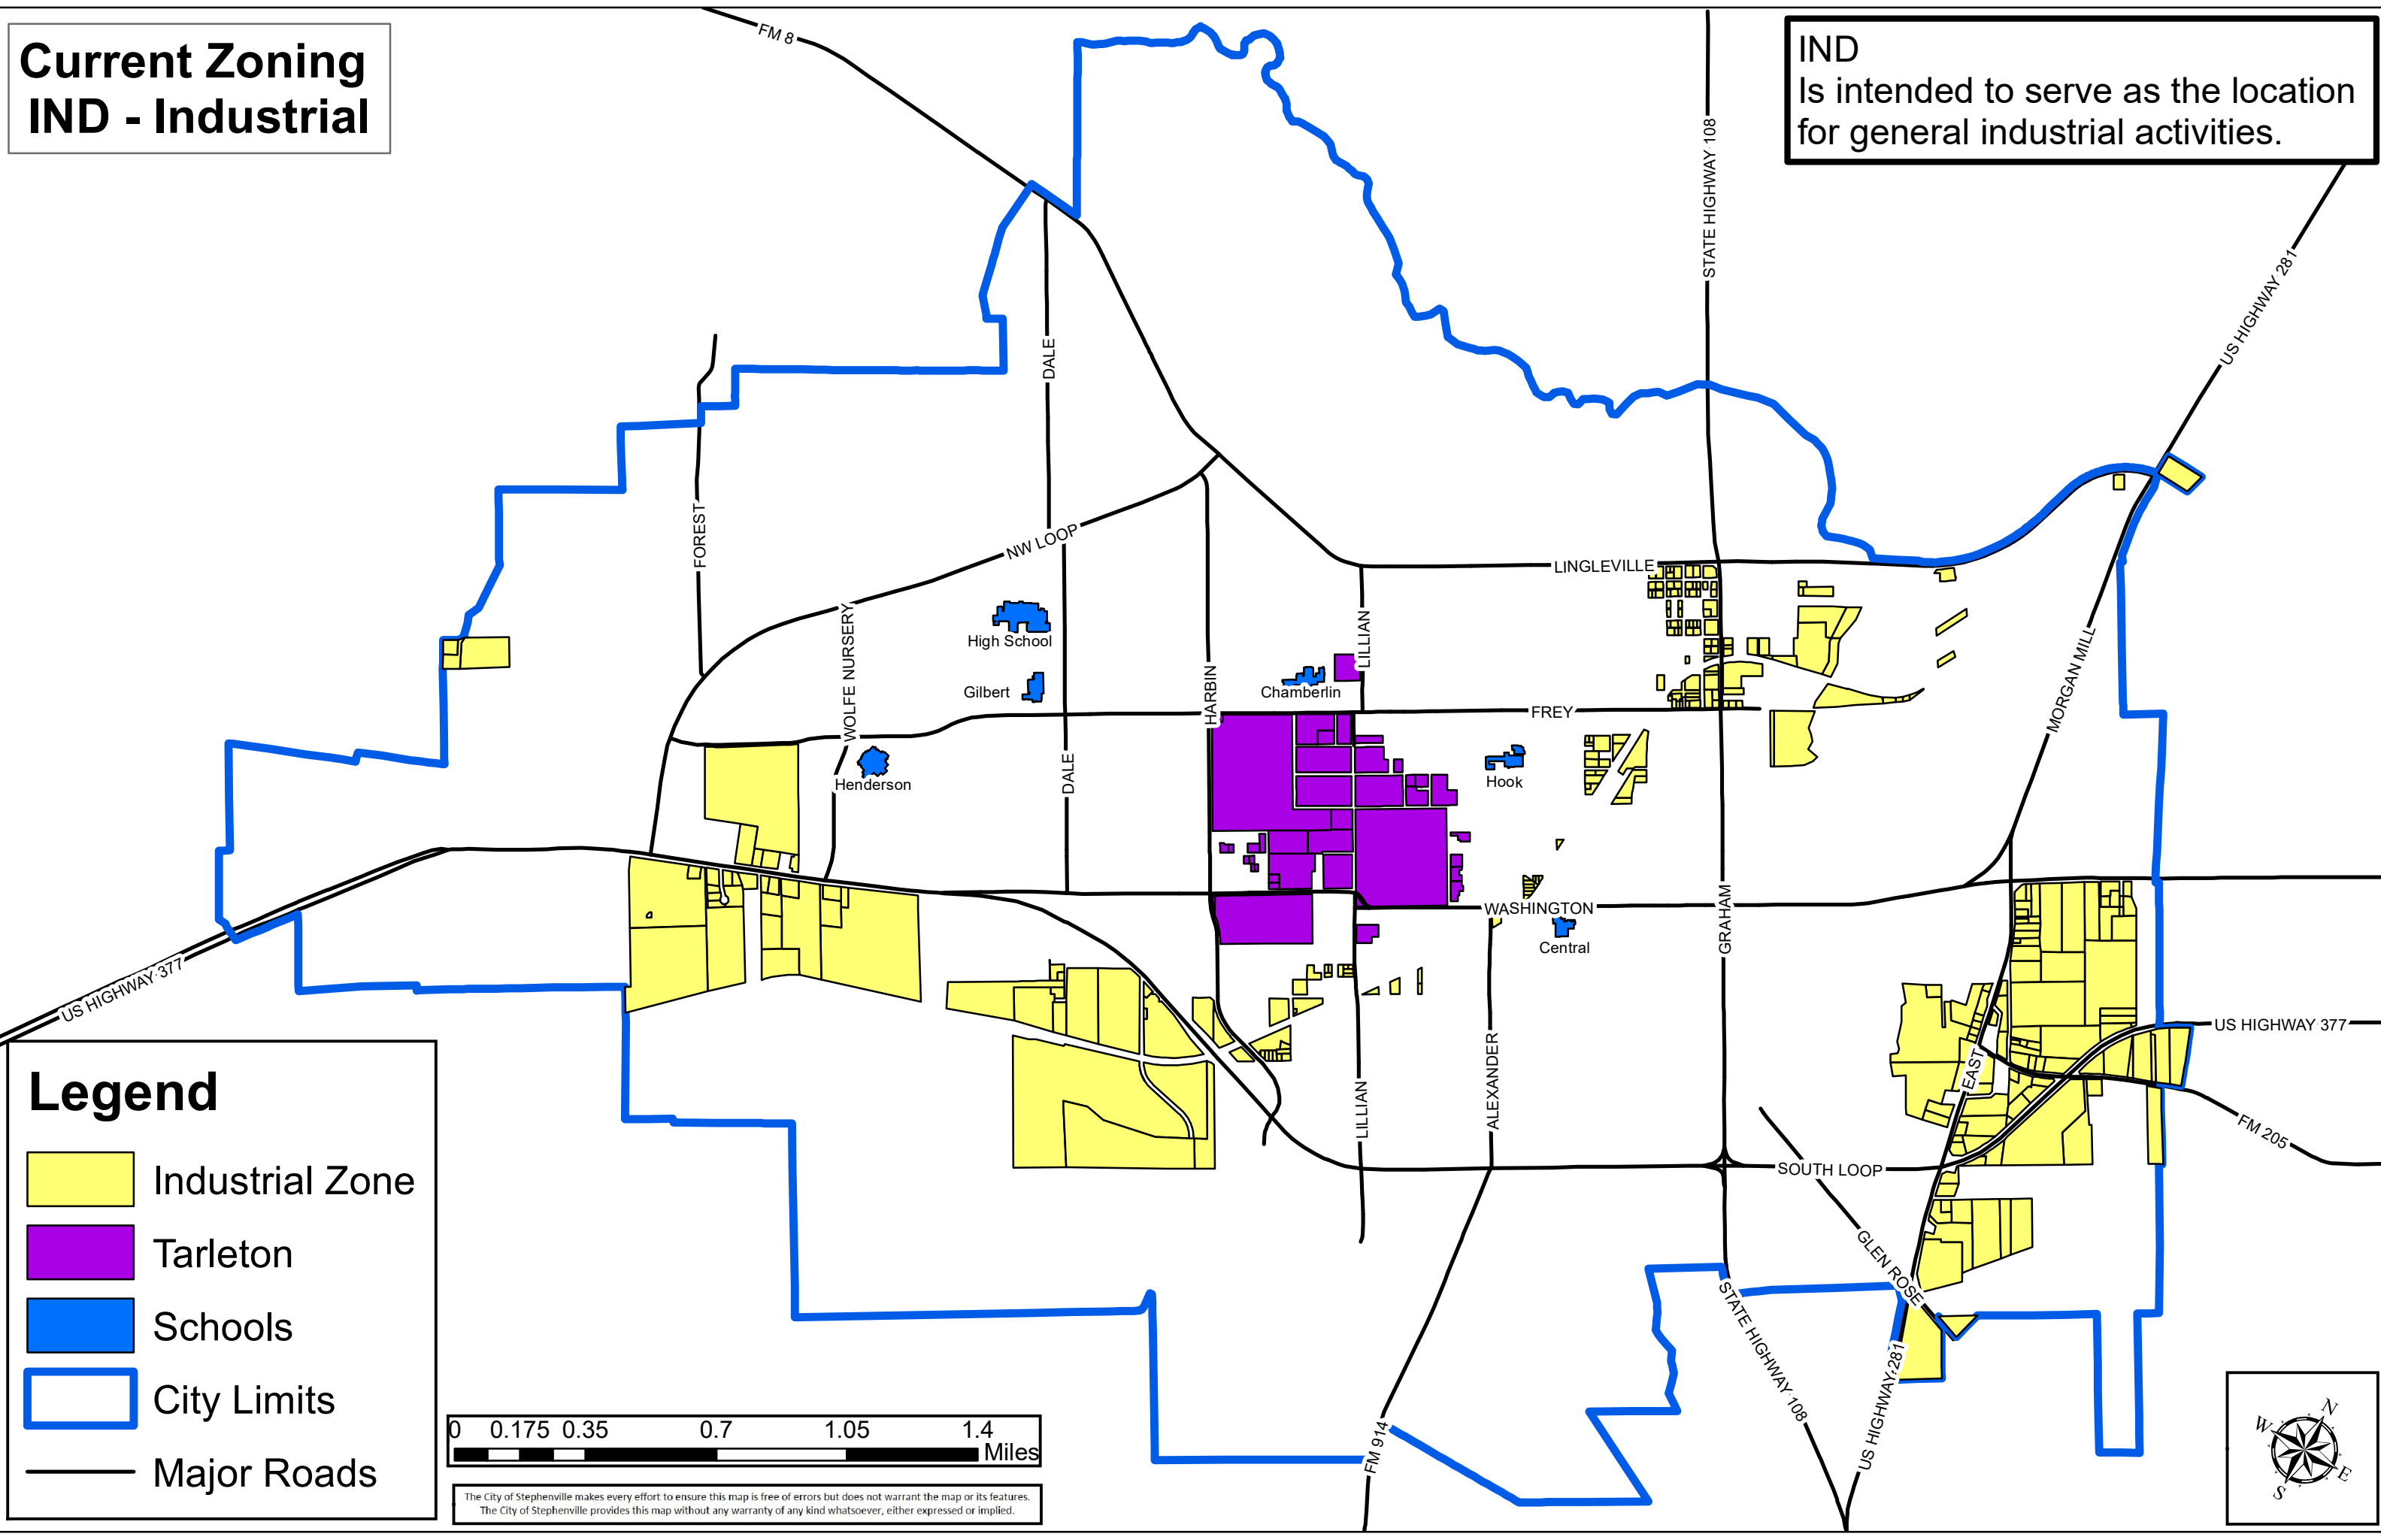 Current Zoning
IND - Industrial
IND
Is intended to serve as the location
for general industrial activities.
FM 8
STATE HIGHWAY 108
US HIGHWAY 281
DALE
FOREST
NW LOOP
LINGLEVILLE
WOLFE NURSERY
High School
LILLIAN
MORGAN MILL
Gilbert
HARBIN
Chamberlin
FREY
DALE
Henderson
Hook
WASHINGTON
GRAHAM
Central
US HIGHWAY 377
US HIGHWAY 377
EAST
ALEXANDER
LILLIAN
FM 205
SOUTH LOOP
GLEN ROSE
STATE HIGHWAY 108
US HIGHWAY 281
FM 914
Legend
Industrial Zone
Tarleton
Schools
City Limits
Major Roads
0 0.175 0.35 0.7 1.05 1.4
Miles
The City of Stephenville makes every effort to ensure this map is free of errors but does not warrant the map or its features.
The City of Stephenville provides this map without any warranty of any kind whatsoever, either expressed or implied.
N
W
E
S